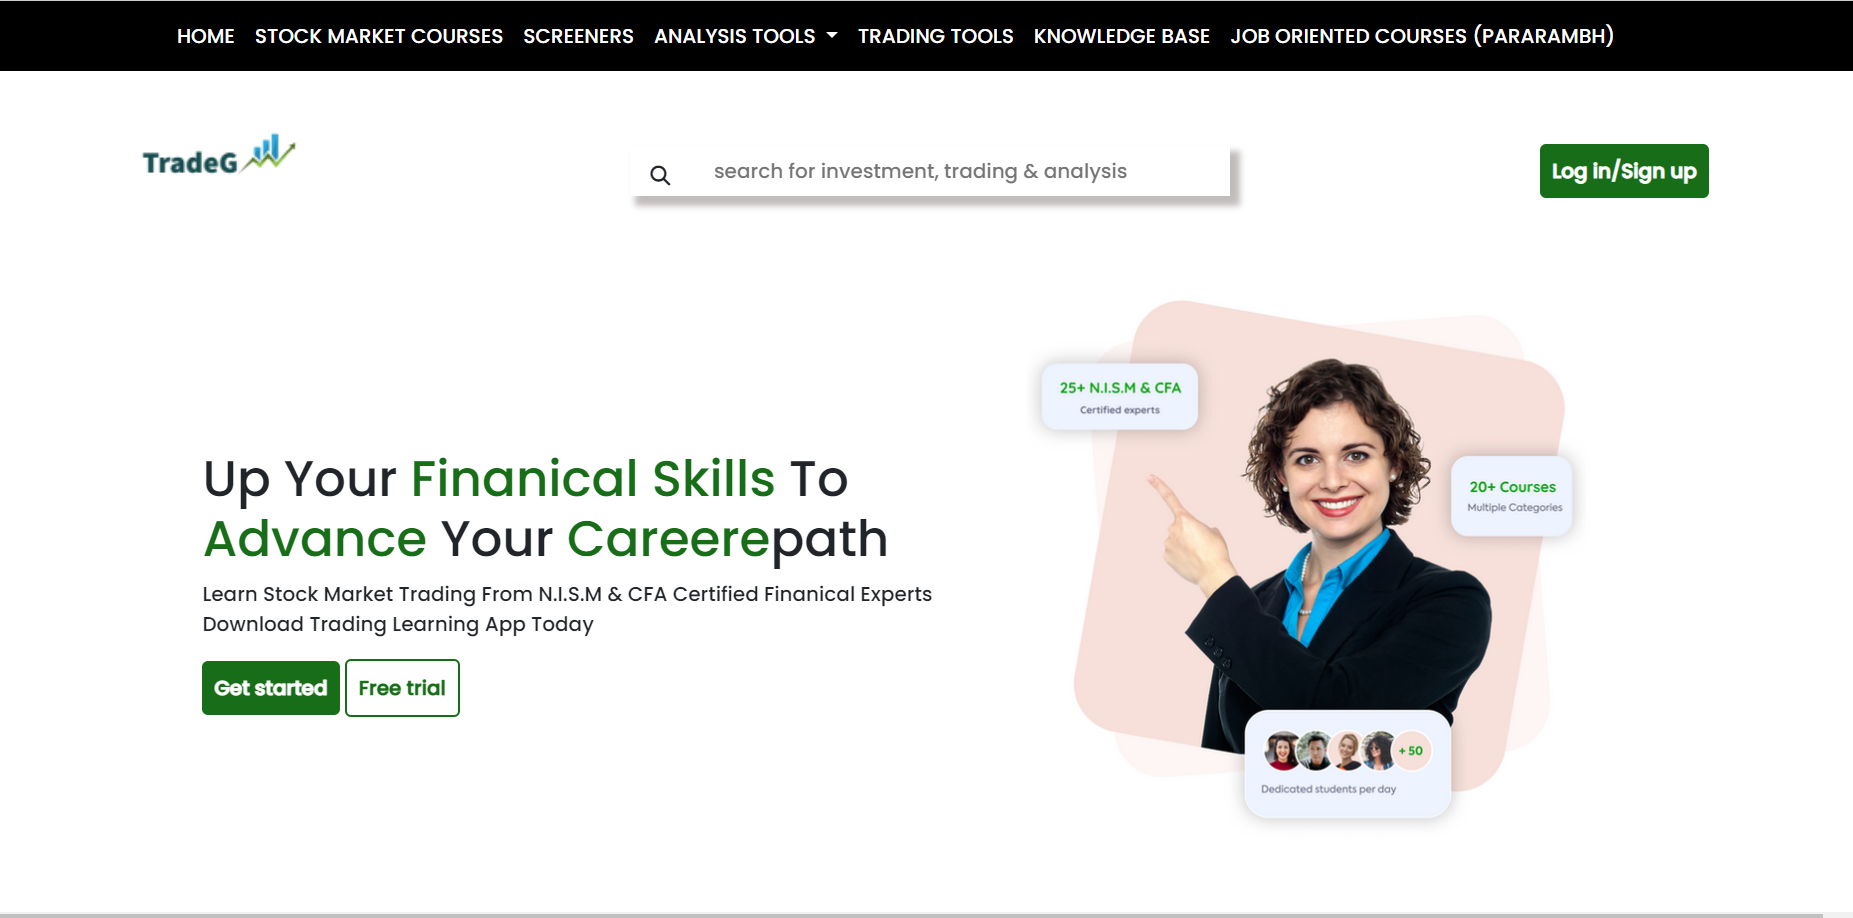 HOME STOCK MARKET COURSES SCREENERS ANALYSIS TOOLS TRADING TOOLS KNOWLEDGE BASE JOB ORIENTED COURSES (PARARAMBH)
TradeG
search for investment, trading & analysis
Log in/Sign up
25+ N.I.S.M & CFA
Certified experts
20+ Courses
Multiple Categories
Up Your Finanical Skills To
Advance Your Careerepath
Learn Stock Market Trading From N.I.S.M & CFA Certified Finanical Experts
Download Trading Learning App Today
Get started
Free trial
+ 50
Dedicated students per day